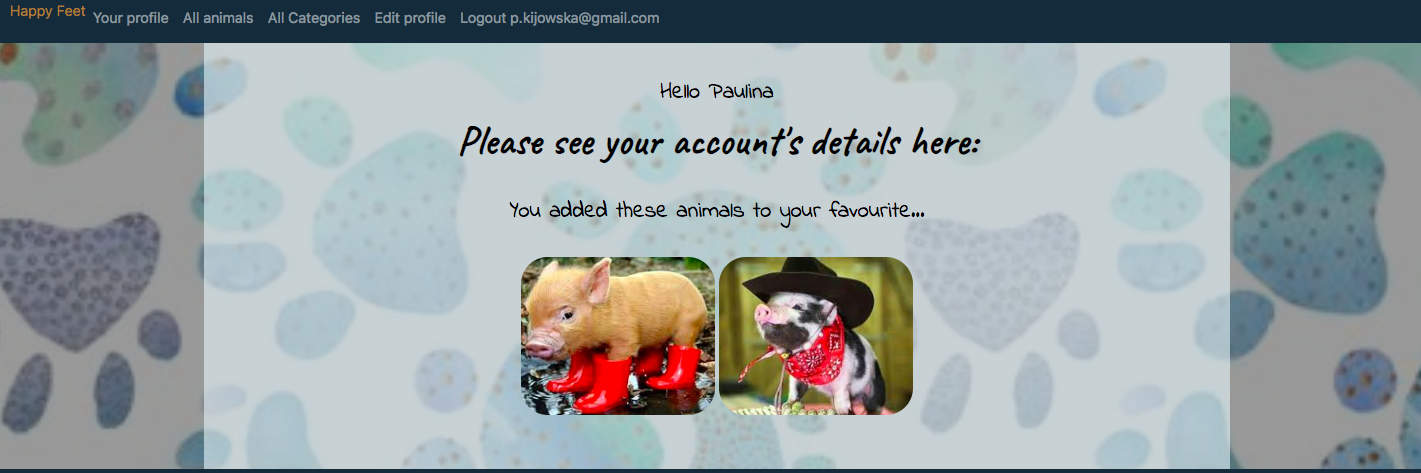 Happy Feet Your profile All animals All Categories Edit profile Logout p.kijowska@gmail.com
Hello Paulina
Please see your account's details here:
You added these animals to your favourite...